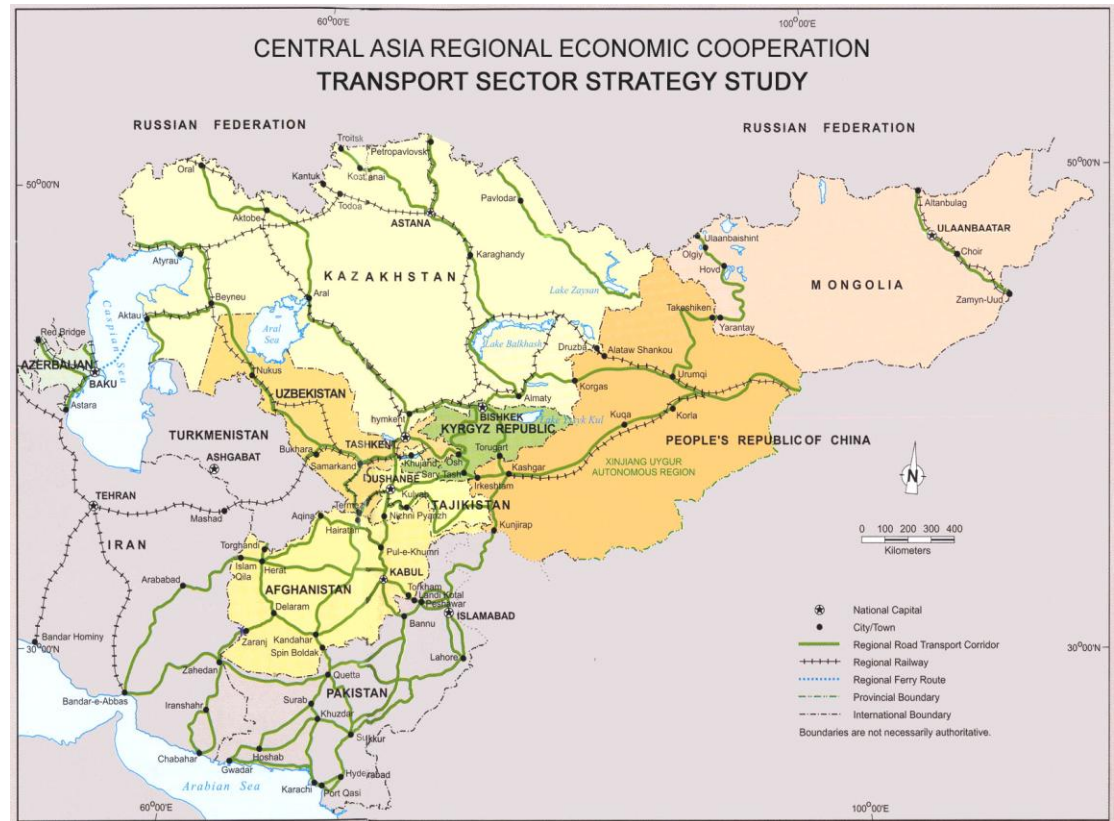 60°00'E
100°00'E
CENTRAL ASIA REGIONAL ECONOMIC COOPERATION
TRANSPORT SECTOR STRATEGY STUDY
RUSSIAN FEDERATION
RUSSIAN FEDERATION
50°00'N
50°00'N
Troitsk
Petropavlovsk
Oral
Kantuk
Kostanai
Todoa
Pavlodar
Altanbulag
Aktobe
ASTANA
ULAANBAATAR
Ulaanbaishint
Olgiy
Choir
Atyrau
Karaghandy
Hovd
KAZAKHSTAN
MONGOLIA
Beyneu
Aral
Lake Zaysan
Zamyn-Uud
Caspian Sea
Aktau
Aral
Sea
Takeshiken
Yarantay
Red Bridge
Lake Balkhash
Druzba
Alataw Shankou
AZERBAIJAN
BAKU
Nukus
Korgas
Urumqi
UZBEKISTAN
Almaty
Astara
hymkent
BISHKEK
Kuqa
Korla
TURKMENISTAN
TASHKENT
KYRGYZ REPUBLIC
PEOPLE'S REPUBLIC OF CHINA
ASHGABAT
Bukhara
Khujand
Osh
Torugart
XINJIANG UYGUR
AUTONOMOUS REGION
Samarkand
Sary Tash
Kashgar
DUSHANBE
Irkeshtam
N
TEHRAN
Kulyab
TAJIKISTAN
Termez
Mashad
Aqina
Nizhni Pyanzh
Hairatan
Kunjirap
0 100 200 300 400
Kilometers
IRAN
Torghandi
Pul-e-Khumri
Islam
Qila
Herat
KABUL
Arababad
AFGHANISTAN
Torkham
Landi Kotal
Peshawar
ISLAMABAD
National Capital
Delaram
Bannu
City/Town
Bandar Hominy
Zaranj
Kandahar
Regional Road Transport Corridor
30°00'N
Spin Boldak
Lahore
Regional Railway
30°00'N
Zahedan
Quetta
Regional Ferry Route
Bandar-e-Abbas
PAKISTAN
Provincial Boundary
Iranshahr
Surab
International Boundary
Khuzdar
Boundaries are not necessarily authoritative.
Sukkur
Chabahar
Hoshab
Gwadar
Hyderabad
Arabian Sea
Karachi
Port Qasi
60°00'E
100°00'E